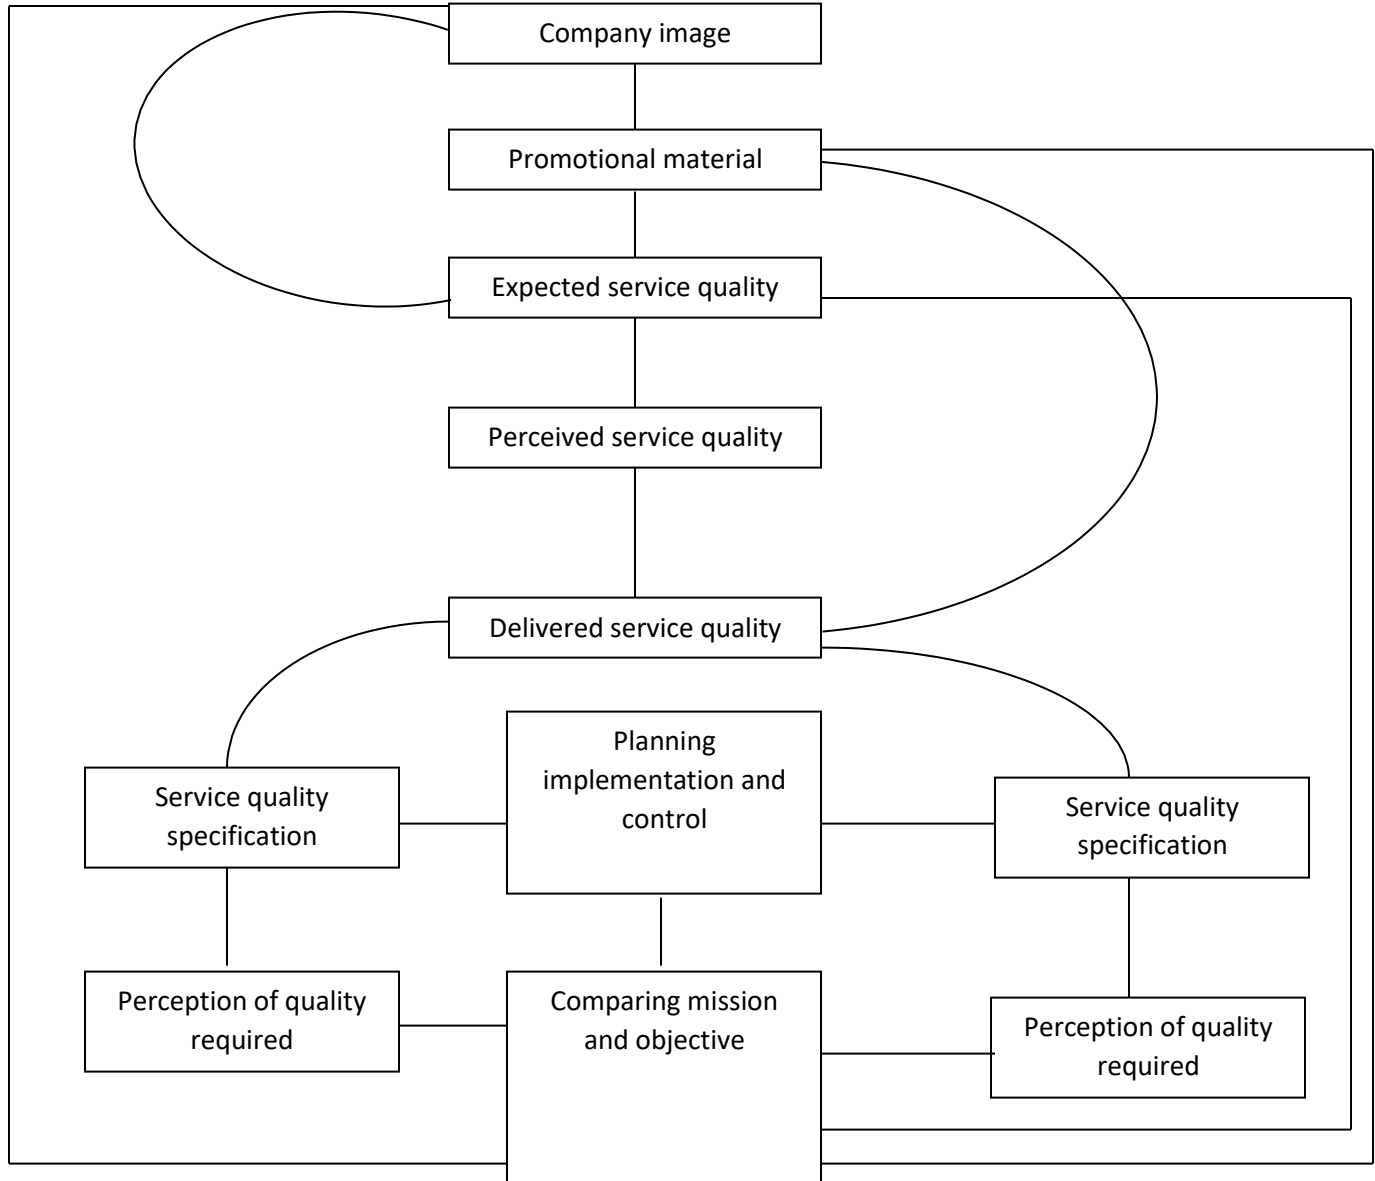 Company image
Promotional material
Expected service quality
Perceived service quality
Delivered service quality
Planning
implementation and
control
Service quality
specification
Service quality
specification
Perception of quality
required
Comparing mission
and objective
Perception of quality
required